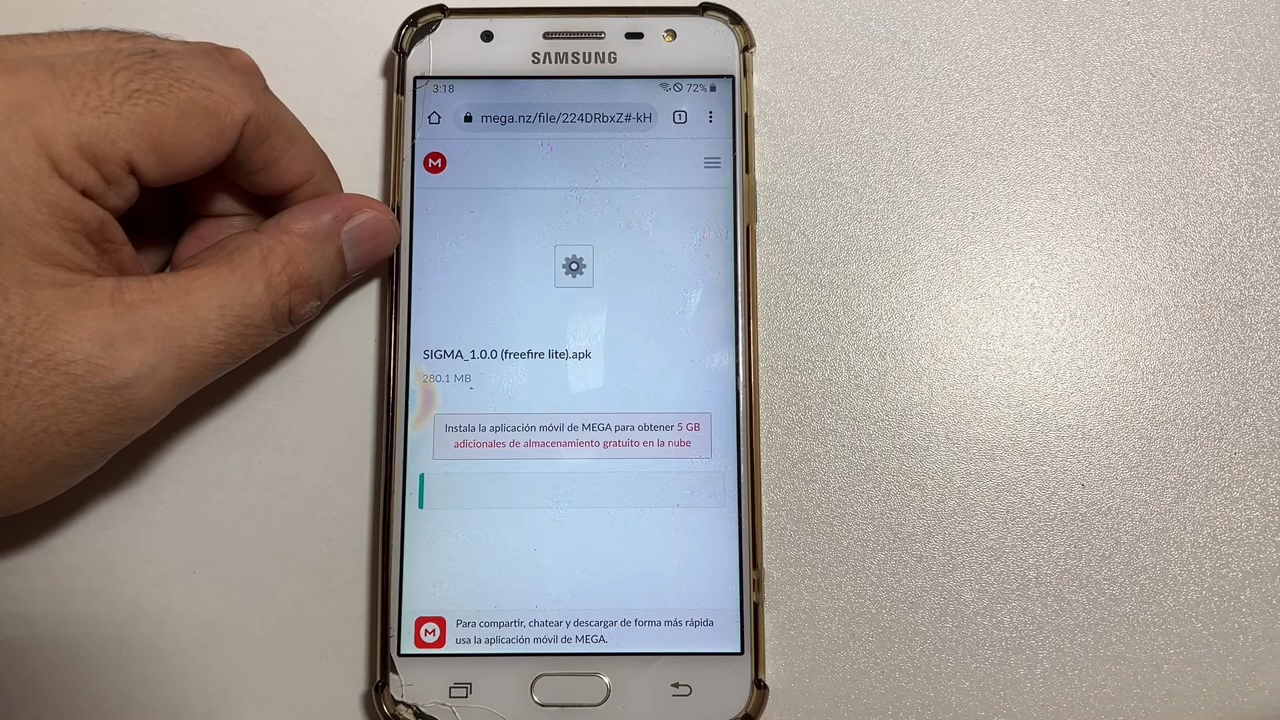 SAMSUNG
3:18
72%
mega.nz/file/224DRbxZ#-kH
1
M
SIGMA_1.0.0 (freefire lite).apk
280.1 MB
Instala la aplicación móvil de MEGA para obtener 5 GB
adicionales de almacenamiento gratuito en la nube
M
Para compartir, chatear y descargar de forma más rápida
usa la aplicación móvil de MEGA.